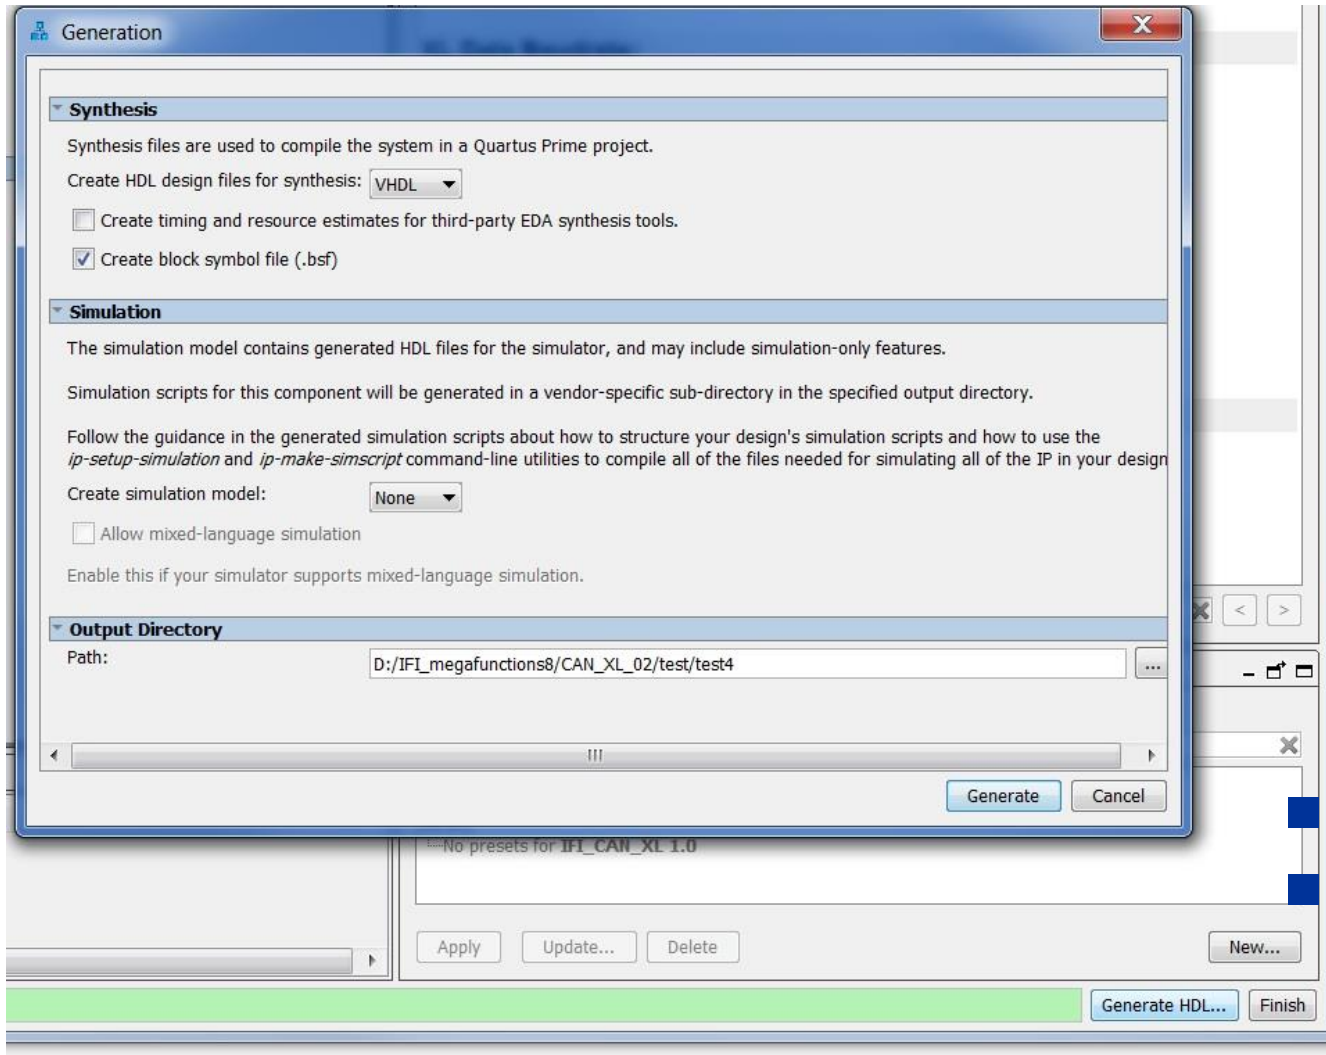 Generation
Synthesis
Synthesis files are used to compile the system in a Quartus Prime project.
Create HDL design files for synthesis: VHDL
Create timing and resource estimates for third-party EDA synthesis tools.
Create block symbol file (.bsf)
Simulation
The simulation model contains generated HDL files for the simulator, and may include simulation-only features.
Simulation scripts for this component will be generated in a vendor-specific sub-directory in the specified output directory.
Follow the guidance in the generated simulation scripts about how to structure your design's simulation scripts and how to use the
ip-setup-simulation and ip-make-simscript command-line utilities to compile all of the files needed for simulating all of the IP in your design
Create simulation model: None
Allow mixed-language simulation
Enable this if your simulator supports mixed-language simulation.
Output Directory
Path: D:/IFI_megafunctions8/CAN_XL_02/test/test4 ...
Generate Cancel
No presets for IFI_CAN_XL 1.0
Apply Update... Delete New...
Generate HDL... Finish